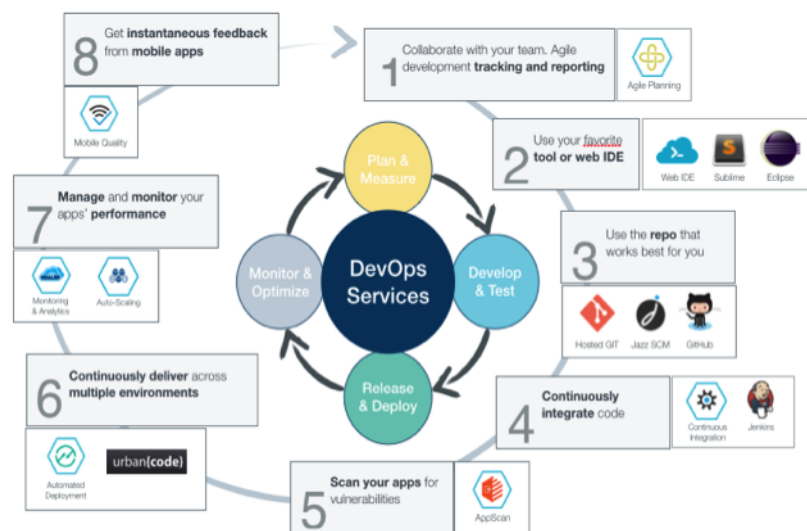 8
Get instantaneous feedback
from mobile apps
Mobile Quality
1
Collaborate with your team. Agile
development tracking and reporting
Agile Planning
2
Use your favorite
tool or web IDE
Web IDE
Sublime
Eclipse
3
Use the repo that
works best for you
Hosted GIT
Jazz SCM
GitHub
4
Continuously
integrate code
Continuous
Integration
Jenkins
5
Scan your apps for
vulnerabilities
AppScan
6
Continuously deliver across
multiple environments
Automated
Deployment
urban{code}
7
Manage and monitor your
apps' performance
Monitoring
& Analytics
Auto-Scaling
Plan &
Measure
Develop
& Test
Release
& Deploy
Monitor &
Optimize
DevOps
Services